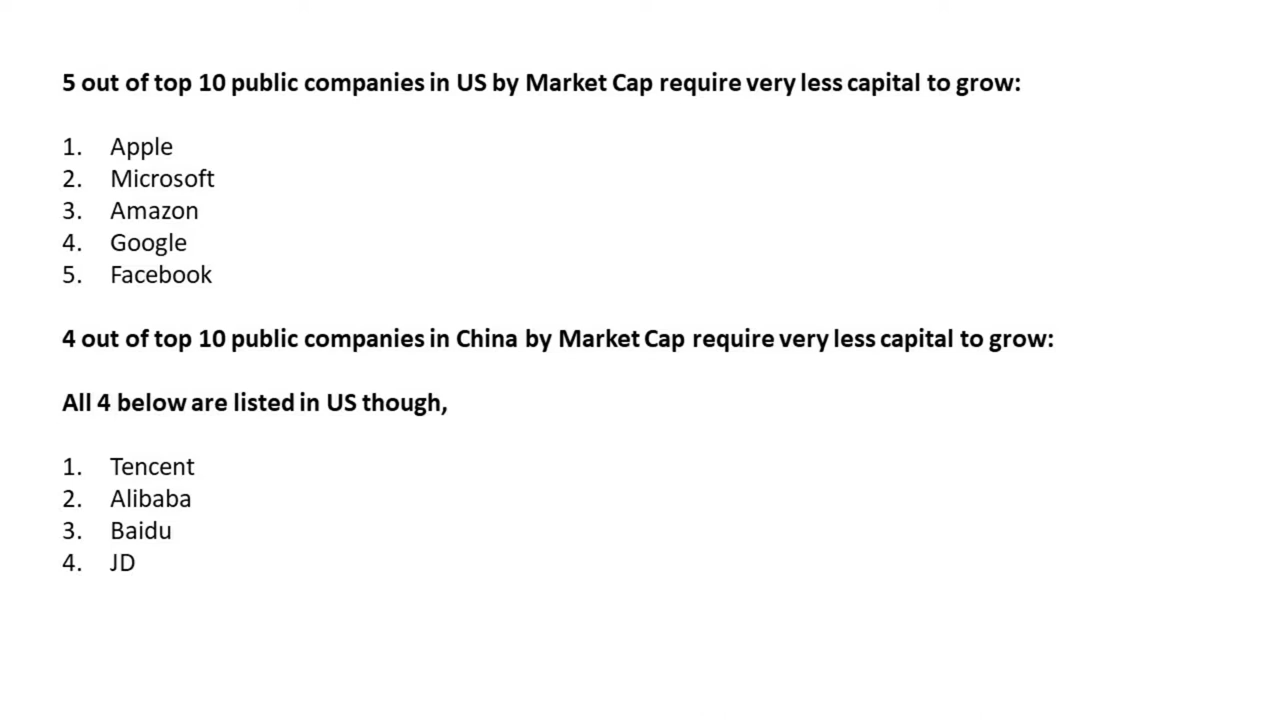 5 out of top 10 public companies in US by Market Cap require very less capital to grow:
1. Apple
2. Microsoft
3. Amazon
4. Google
5. Facebook
4 out of top 10 public companies in China by Market Cap require very less capital to grow:
All 4 below are listed in US though,
1. Tencent
2. Alibaba
3. Baidu
4. JD